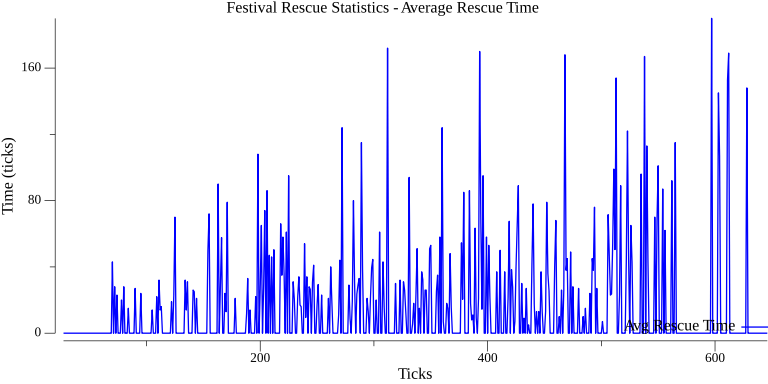 Festival Rescue Statistics - Average Rescue Time
Time (ticks)
160
80
0
Avg Rescue Time
200
400
600
Ticks